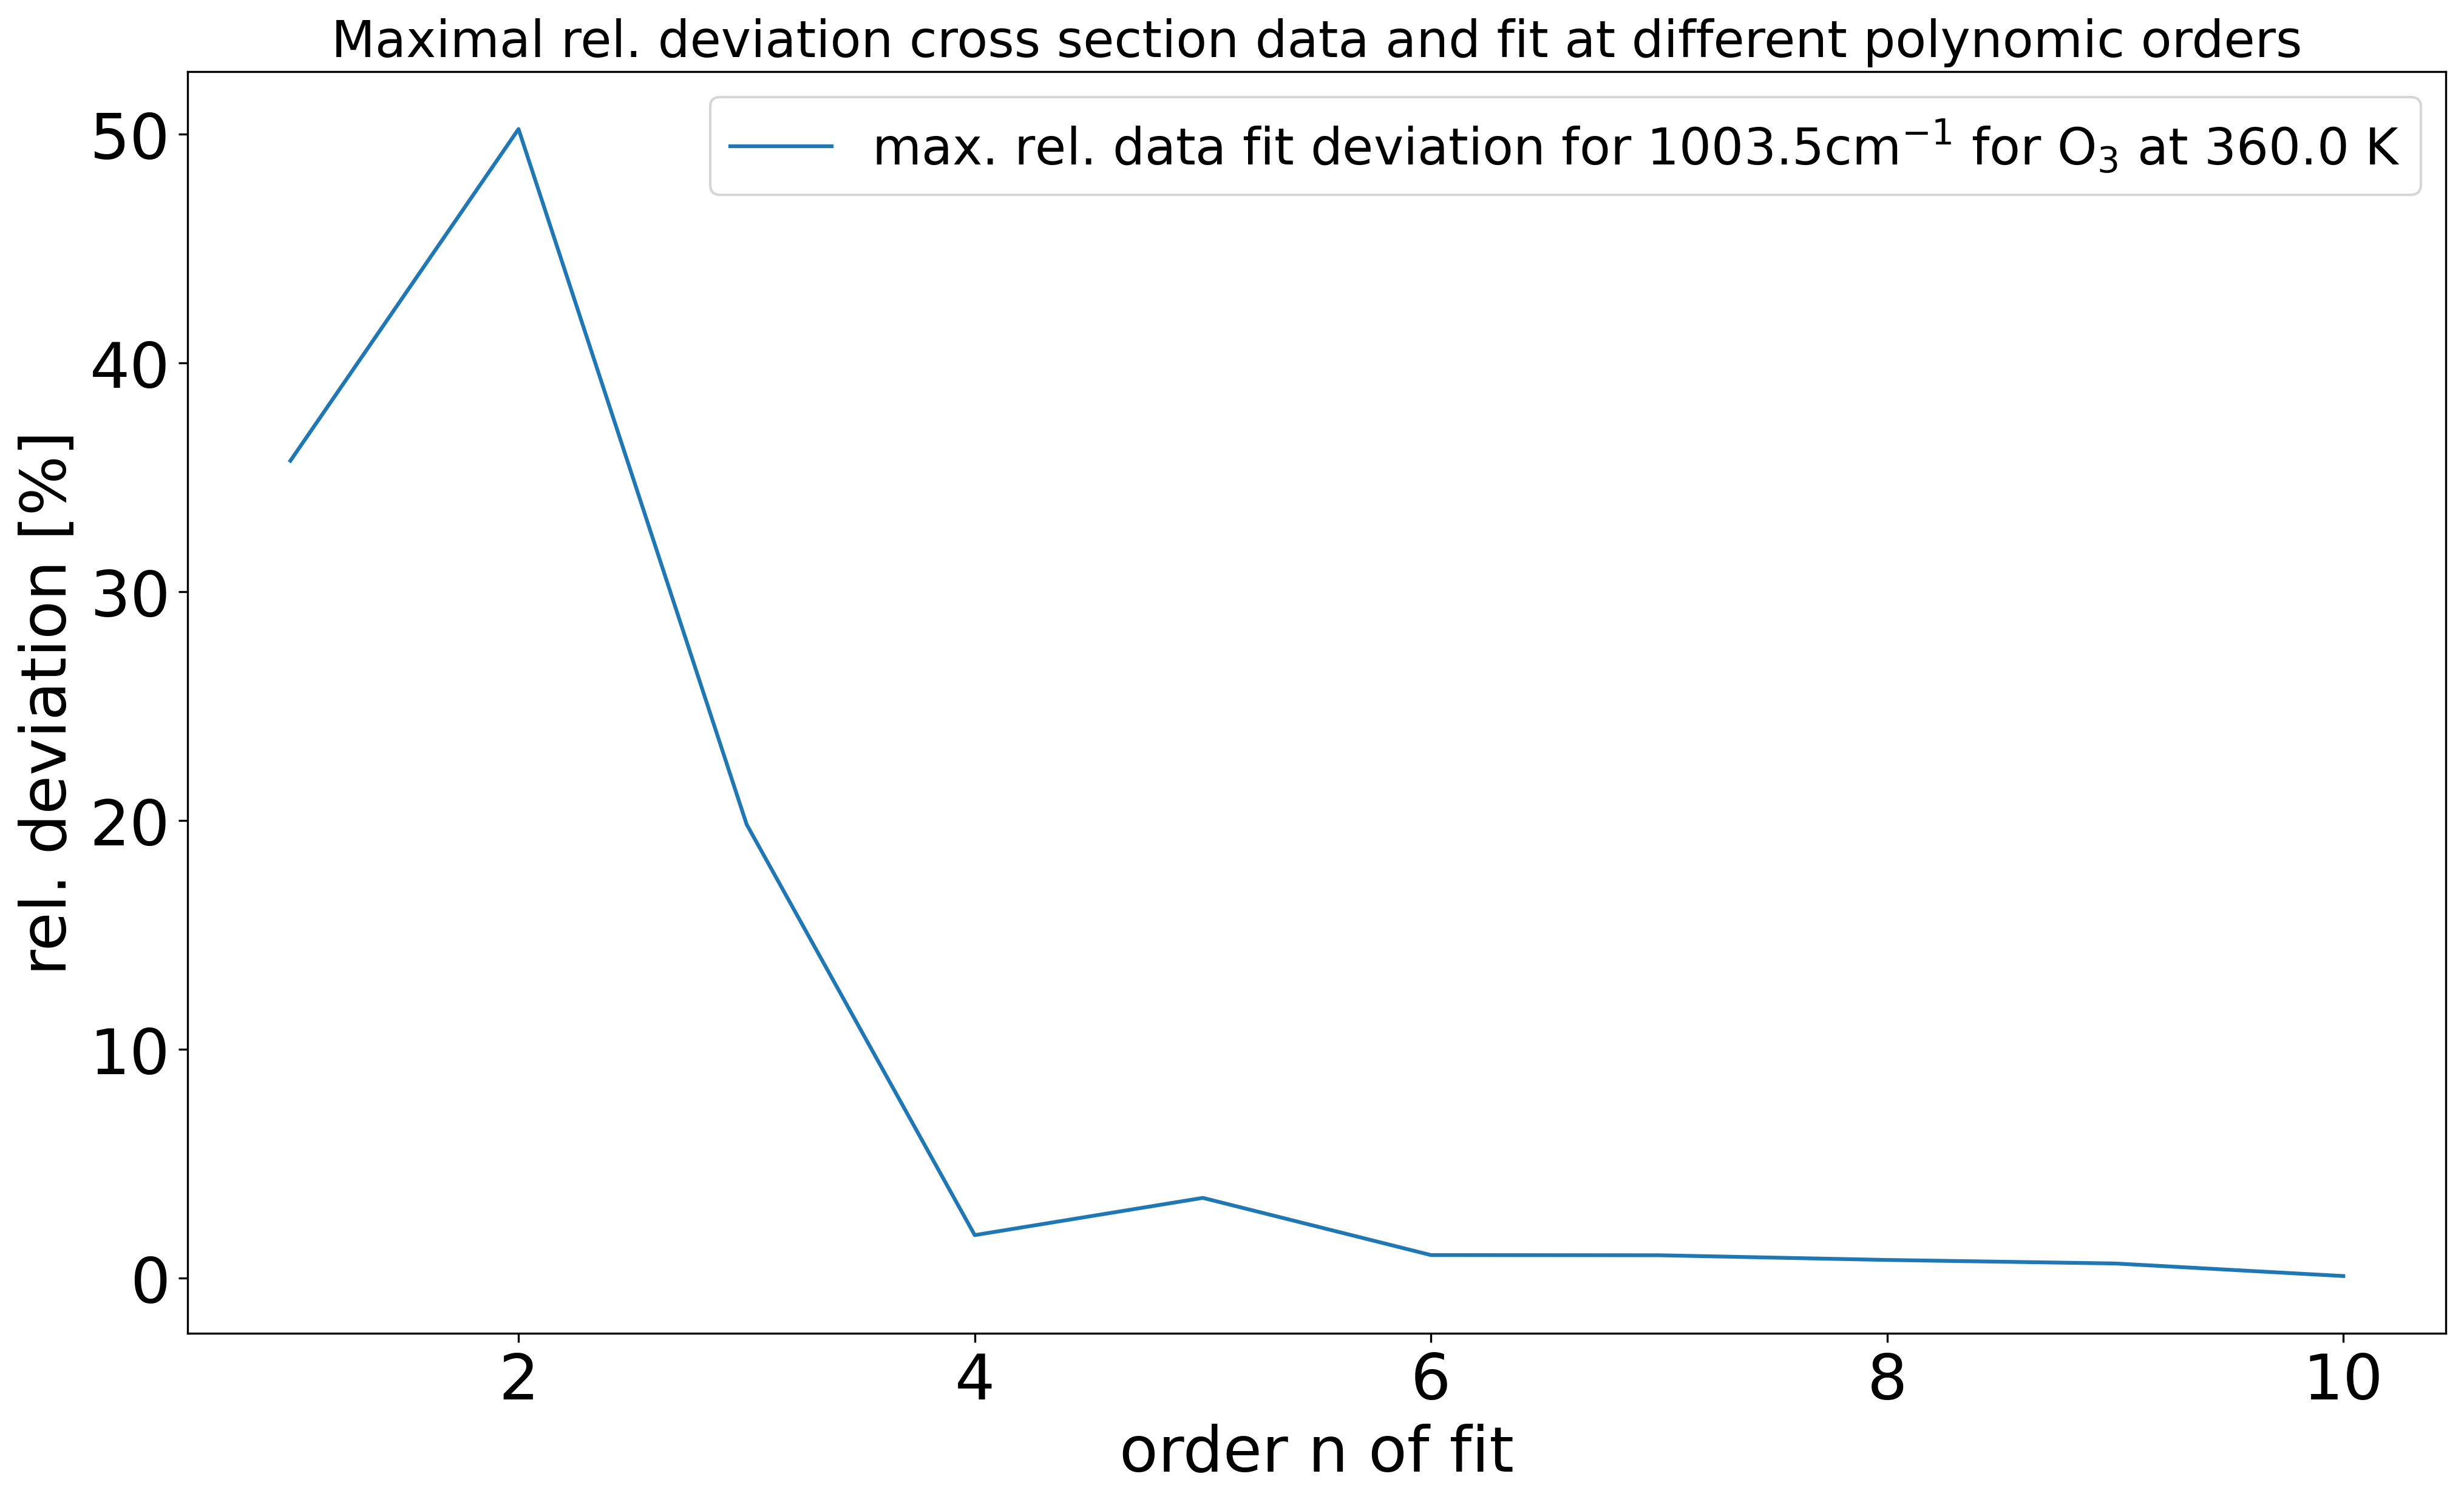 Maximal rel. deviation cross section data and fit at different polynomic orders
max. rel. data fit deviation for 1003.5cm⁻¹ for O₃ at 360.0 K
rel. deviation [%]
50
40
30
20
10
0
2 4 6 8 10
order n of fit